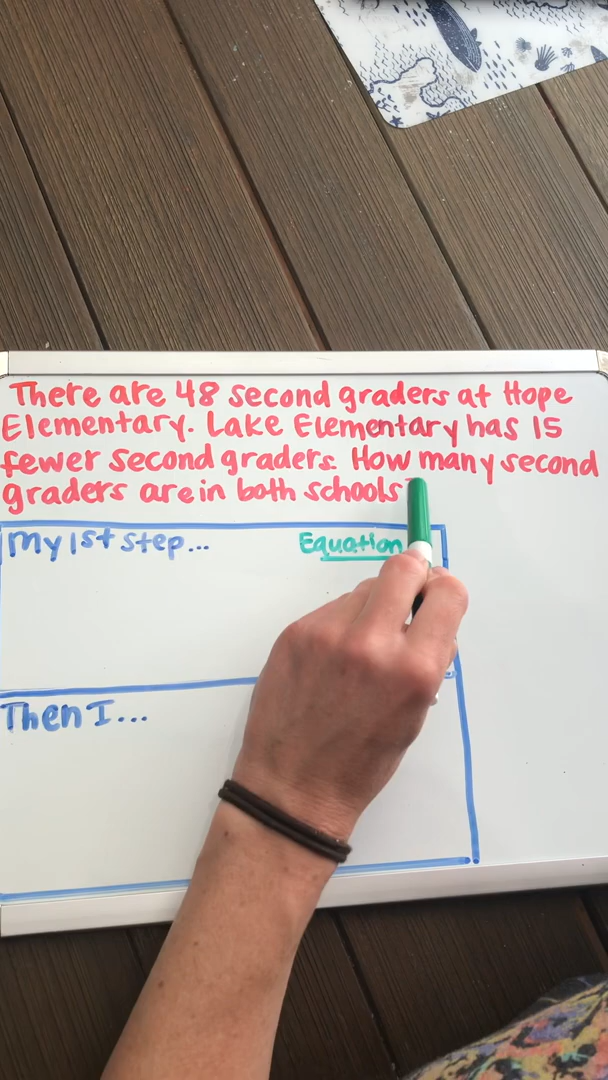 There are 48 second graders at Hope
Elementary. Lake Elementary has 15
fewer second graders. How many second
graders are in both schools?
My 1st step...
Equation
Then I...